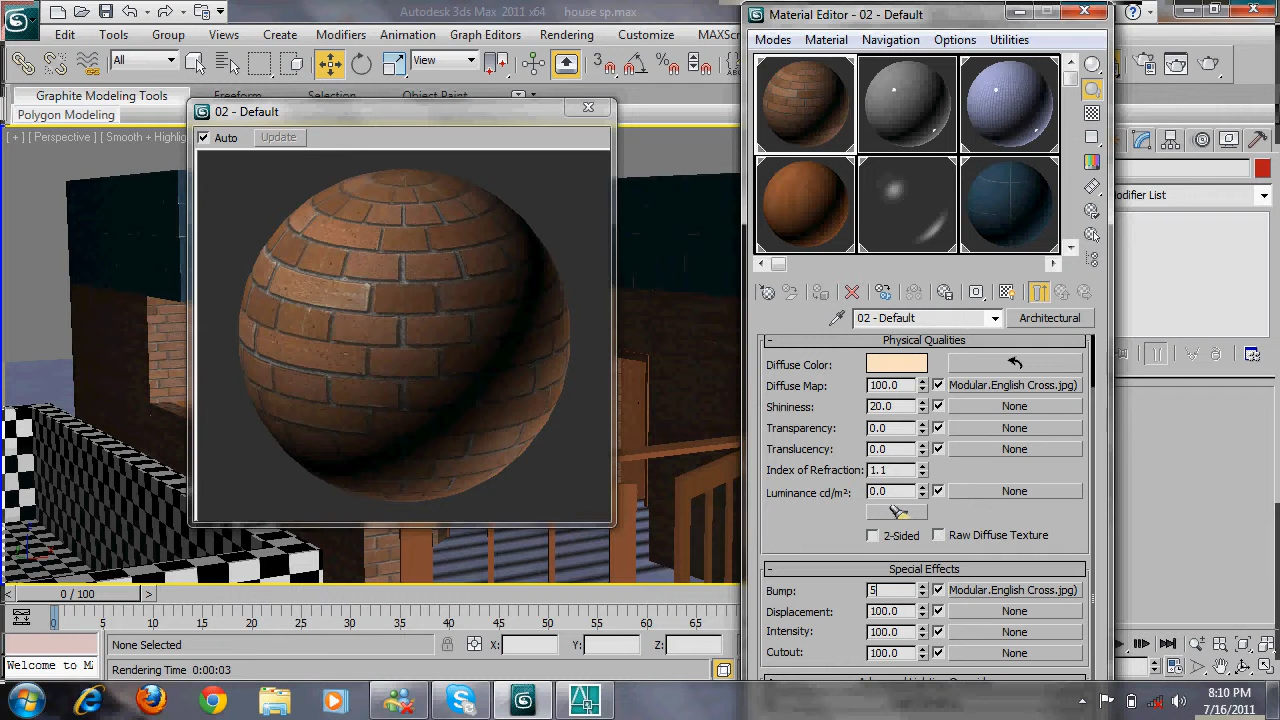 Autodesk 3ds Max 2011 x64 house sp.max
Edit Tools Group Views Create Modifiers Animation Graph Editors Rendering Customize MAXScr
All
View
Graphite Modeling Tools Freeform Selection Object Paint
Polygon Modeling
[ + ] [ Perspective ] [ Smooth + Highlig
02 - Default
Auto Update
Material Editor - 02 - Default
Modes Material Navigation Options Utilities
02 - Default Architectural
Physical Qualities
Diffuse Color:
Diffuse Map: 100.0 Modular.English Cross.jpg)
Shininess: 20.0 None
Transparency: 0.0 None
Translucency: 0.0 None
Index of Refraction: 1.1
Luminance cd/m²: 0.0 None
2-Sided Raw Diffuse Texture
Special Effects
Bump: 5 Modular.English Cross.jpg)
Displacement: 100.0 None
Intensity: 100.0 None
Cutout: 100.0 None
odifier List
0 / 100
0 5 10 15 20 25 30 35 40 45 50 55 60 65
None Selected X: Y: Z:
Welcome to M
Rendering Time 0:00:03
8:10 PM
7/16/2011